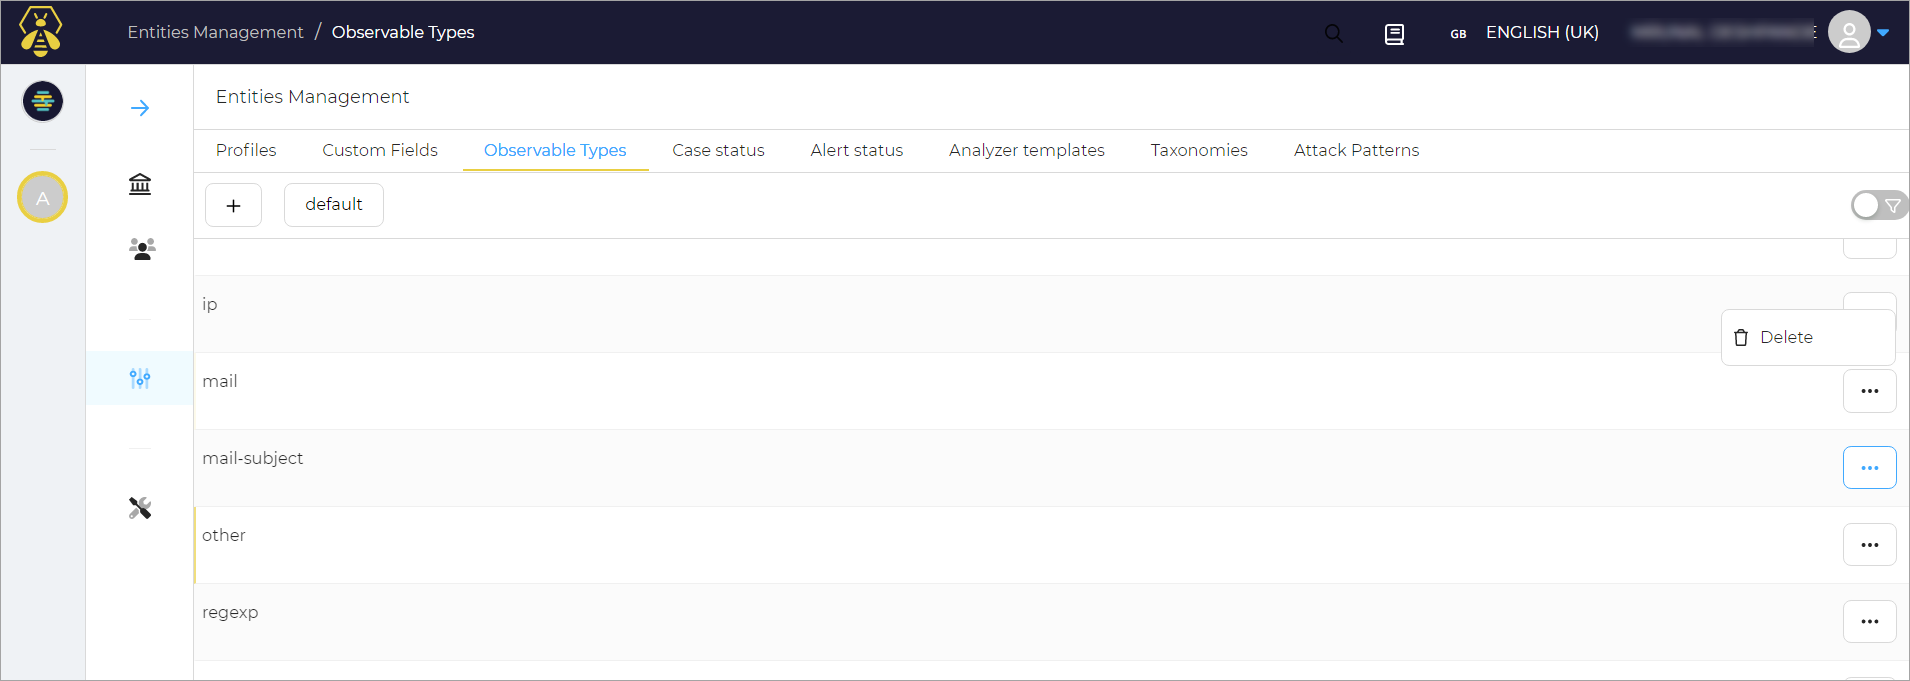 Entities Management / Observable Types
GB ENGLISH (UK)
A
Entities Management
Profiles Custom Fields Observable Types Case status Alert status Analyzer templates Taxonomies Attack Patterns
+ default
ip
Delete
mail
mail-subject
other
regexp